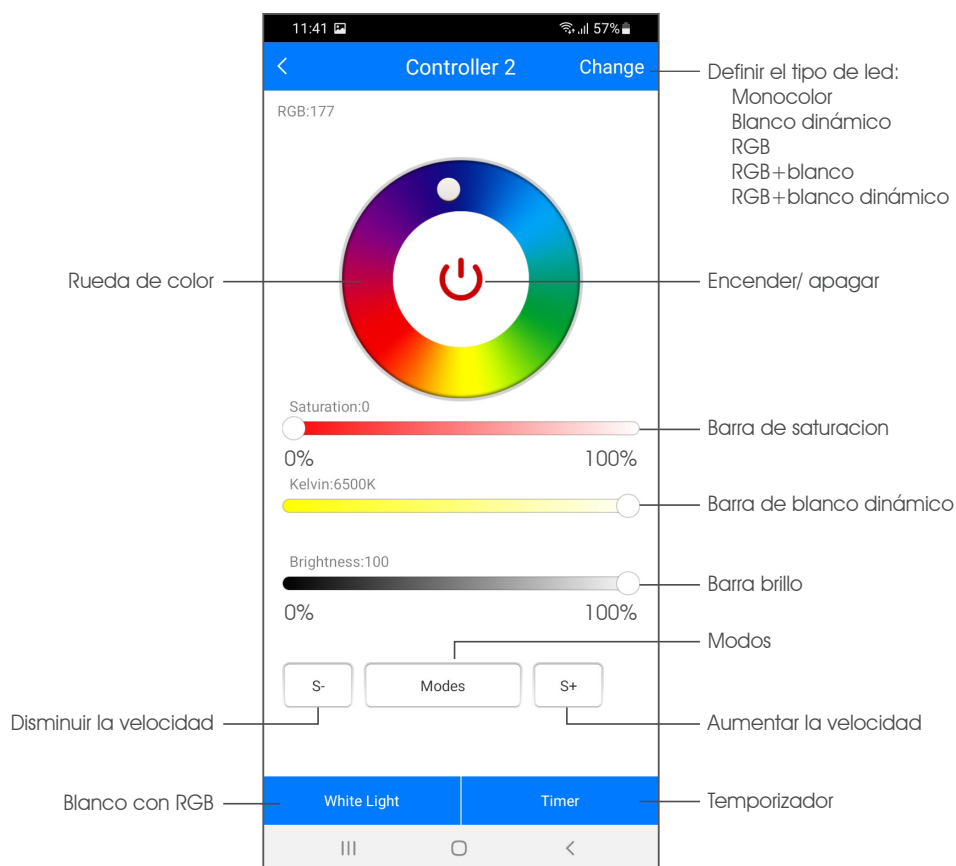 11:41
57%
Controller 2
Change
RGB:177
Definir el tipo de led:
Monocolor
Blanco dinámico
RGB
RGB+blanco
RGB+blanco dinámico
Rueda de color
Encender/ apagar
Saturation:0
Barra de saturacion
0%
100%
Kelvin:6500K
Barra de blanco dinámico
Brightness:100
Barra brillo
0%
100%
Modos
S-
Modes
S+
Disminuir la velocidad
Aumentar la velocidad
Blanco con RGB
White Light
Timer
Temporizador